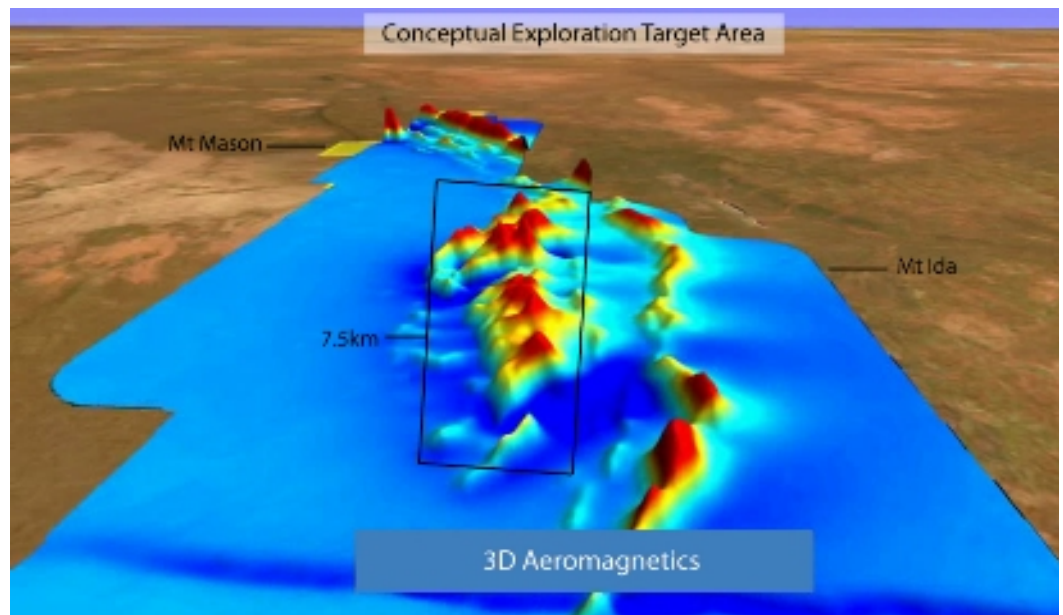 Conceptual Exploration Target Area
Mt Mason
Mt Ida
7.5km
3D Aeromagnetics